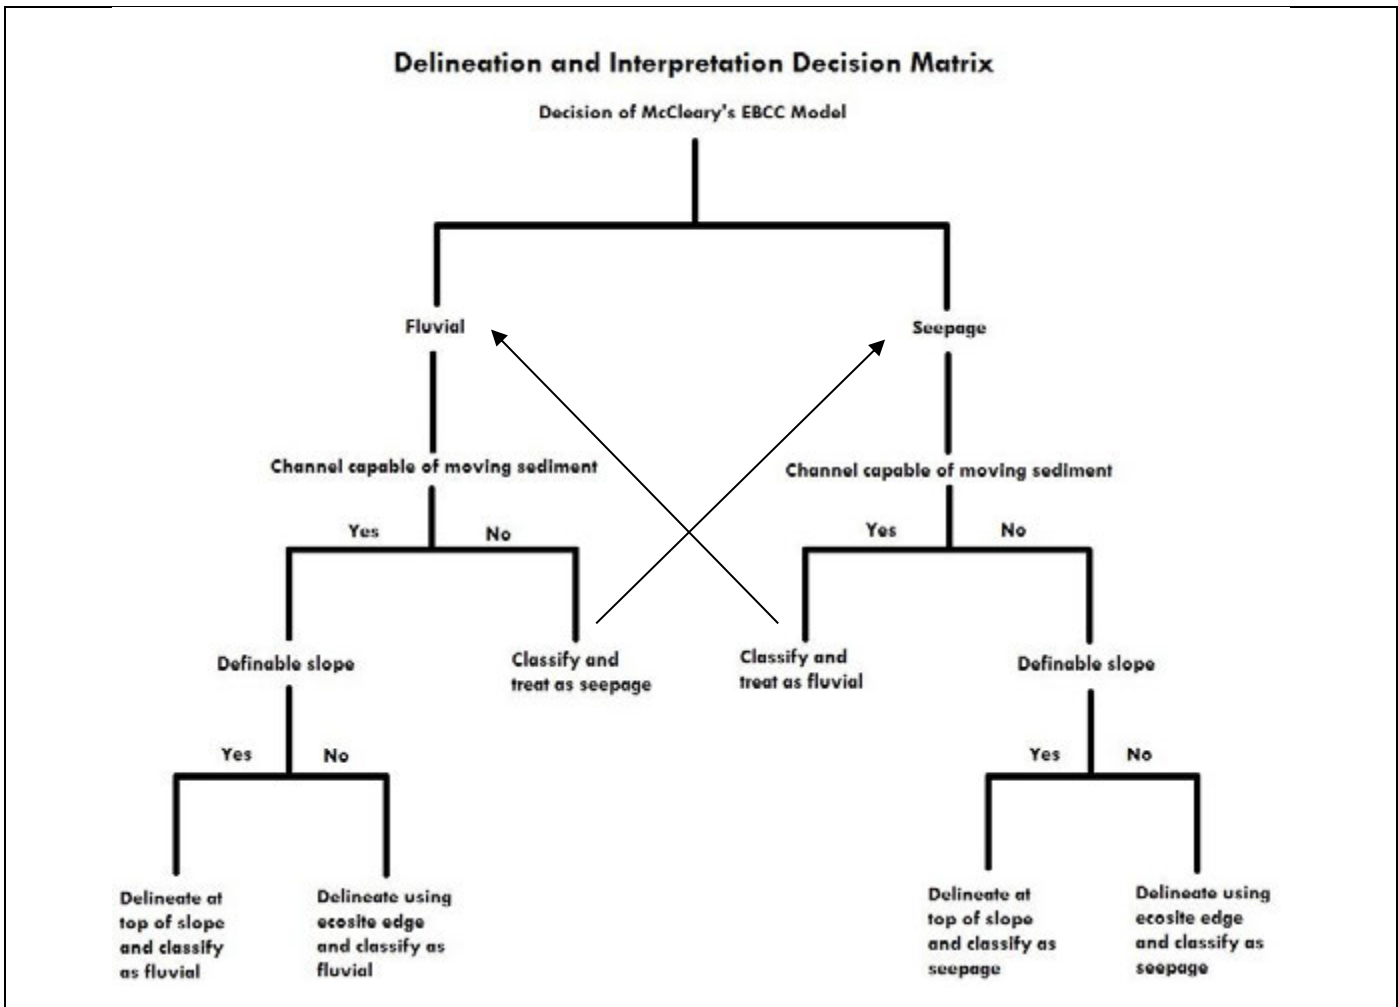 Delineation and Interpretation Decision Matrix
Decision of McCleary's EBCC Model
Fluvial
Seepage
Channel capable of moving sediment
Channel capable of moving sediment
Yes
No
Yes
No
Definable slope
Classify and
treat as seepage
Classify and
treat as fluvial
Definable slope
Yes
No
Yes
No
Delineate at
top of slope
and classify
as fluvial
Delineate using
ecosite edge
and classify as
fluvial
Delineate at
top of slope
and classify as
seepage
Delineate using
ecosite edge
and classify as
seepage